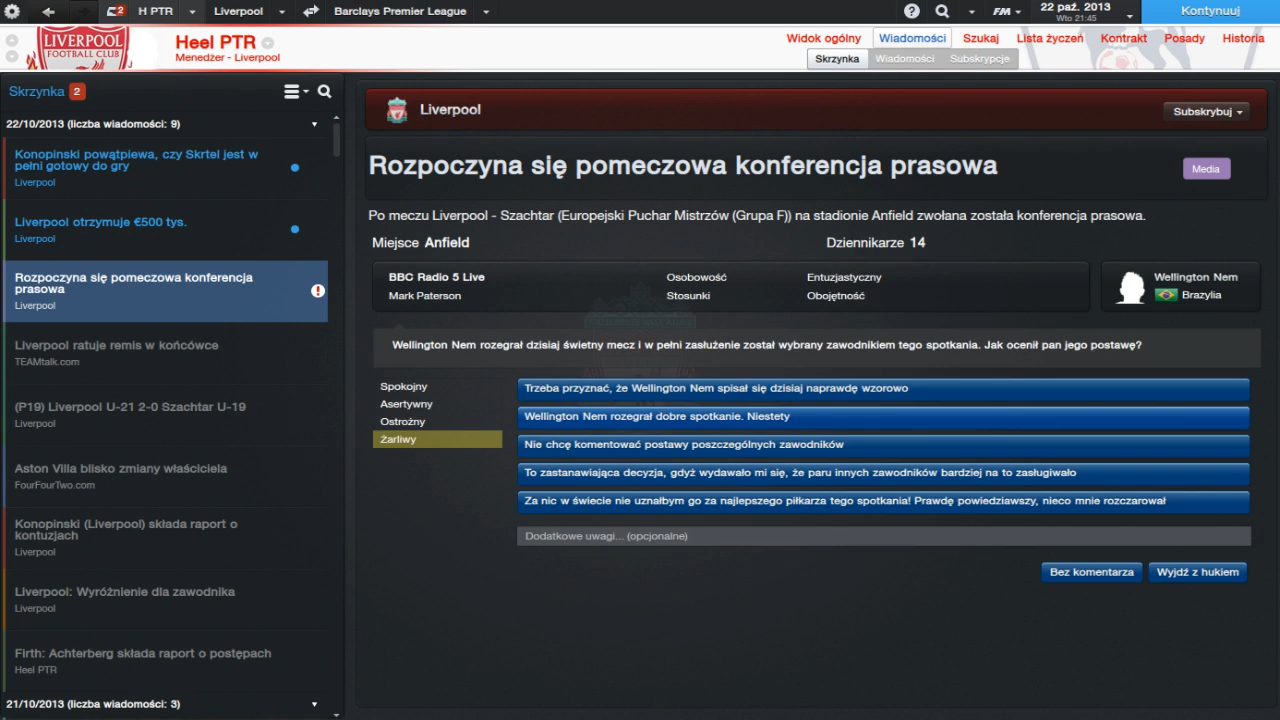 2 H PTR Liverpool Barclays Premier League FM 22 paź. 2013 Kontynuuj
Wto 21:45
LIVERPOOL
FOOTBALL CLUB
Heel PTR
Menedżer - Liverpool
Widok ogólny Wiadomości Szukaj Lista życzeń Kontrakt Posady Historia
Skrzynka Wiadomości Subskrypcje
Skrzynka 2
22/10/2013 (liczba wiadomości: 9)
Konopinski powątpiewa, czy Skrtel jest w
pełni gotowy do gry
Liverpool
Liverpool otrzymuje €500 tys.
Liverpool
Rozpoczyna się pomeczowa konferencja
prasowa
Liverpool
Liverpool ratuje remis w końcówce
TEAMtalk.com
(P19) Liverpool U-21 2-0 Szachtar U-19
Liverpool
Aston Villa blisko zmiany właściciela
FourFourTwo.com
Konopinski (Liverpool) składa raport o
kontuzjach
Liverpool
Liverpool: Wyróżnienie dla zawodnika
Liverpool
Firth: Achterberg składa raport o postępach
Heel PTR
21/10/2013 (liczba wiadomości: 3)
Liverpool
Subskrybuj
Rozpoczyna się pomeczowa konferencja prasowa
Media
Po meczu Liverpool - Szachtar (Europejski Puchar Mistrzów (Grupa F)) na stadionie Anfield zwołana została konferencja prasowa.
Miejsce Anfield Dziennikarze 14
BBC Radio 5 Live Osobowość Entuzjastyczny
Mark Paterson Stosunki Obojętność
Wellington Nem
Brazylia
Wellington Nem rozegrał dzisiaj świetny mecz i w pełni zasłużenie został wybrany zawodnikiem tego spotkania. Jak ocenił pan jego postawę?
Spokojny
Asertywny
Ostrożny
Żarliwy
Trzeba przyznać, że Wellington Nem spisał się dzisiaj naprawdę wzorowo
Wellington Nem rozegrał dobre spotkanie. Niestety
Nie chcę komentować postawy poszczególnych zawodników
To zastanawiająca decyzja, gdyż wydawało mi się, że paru innych zawodników bardziej na to zasługiwało
Za nic w świecie nie uznałbym go za najlepszego piłkarza tego spotkania! Prawdę powiedziawszy, nieco mnie rozczarował
Dodatkowe uwagi... (opcjonalne)
Bez komentarza Wyjdź z hukiem